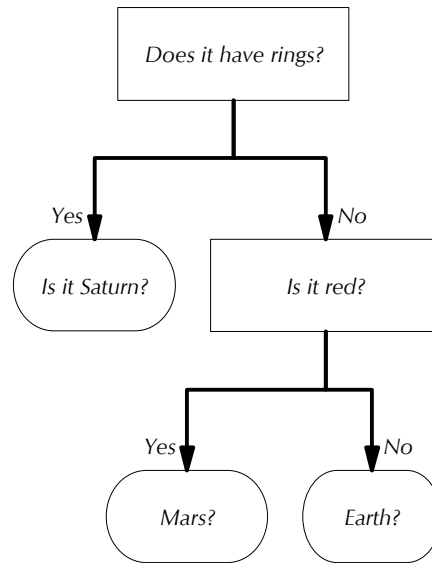 Does it have rings?
Yes
No
Is it Saturn?
Is it red?
Yes
No
Mars?
Earth?